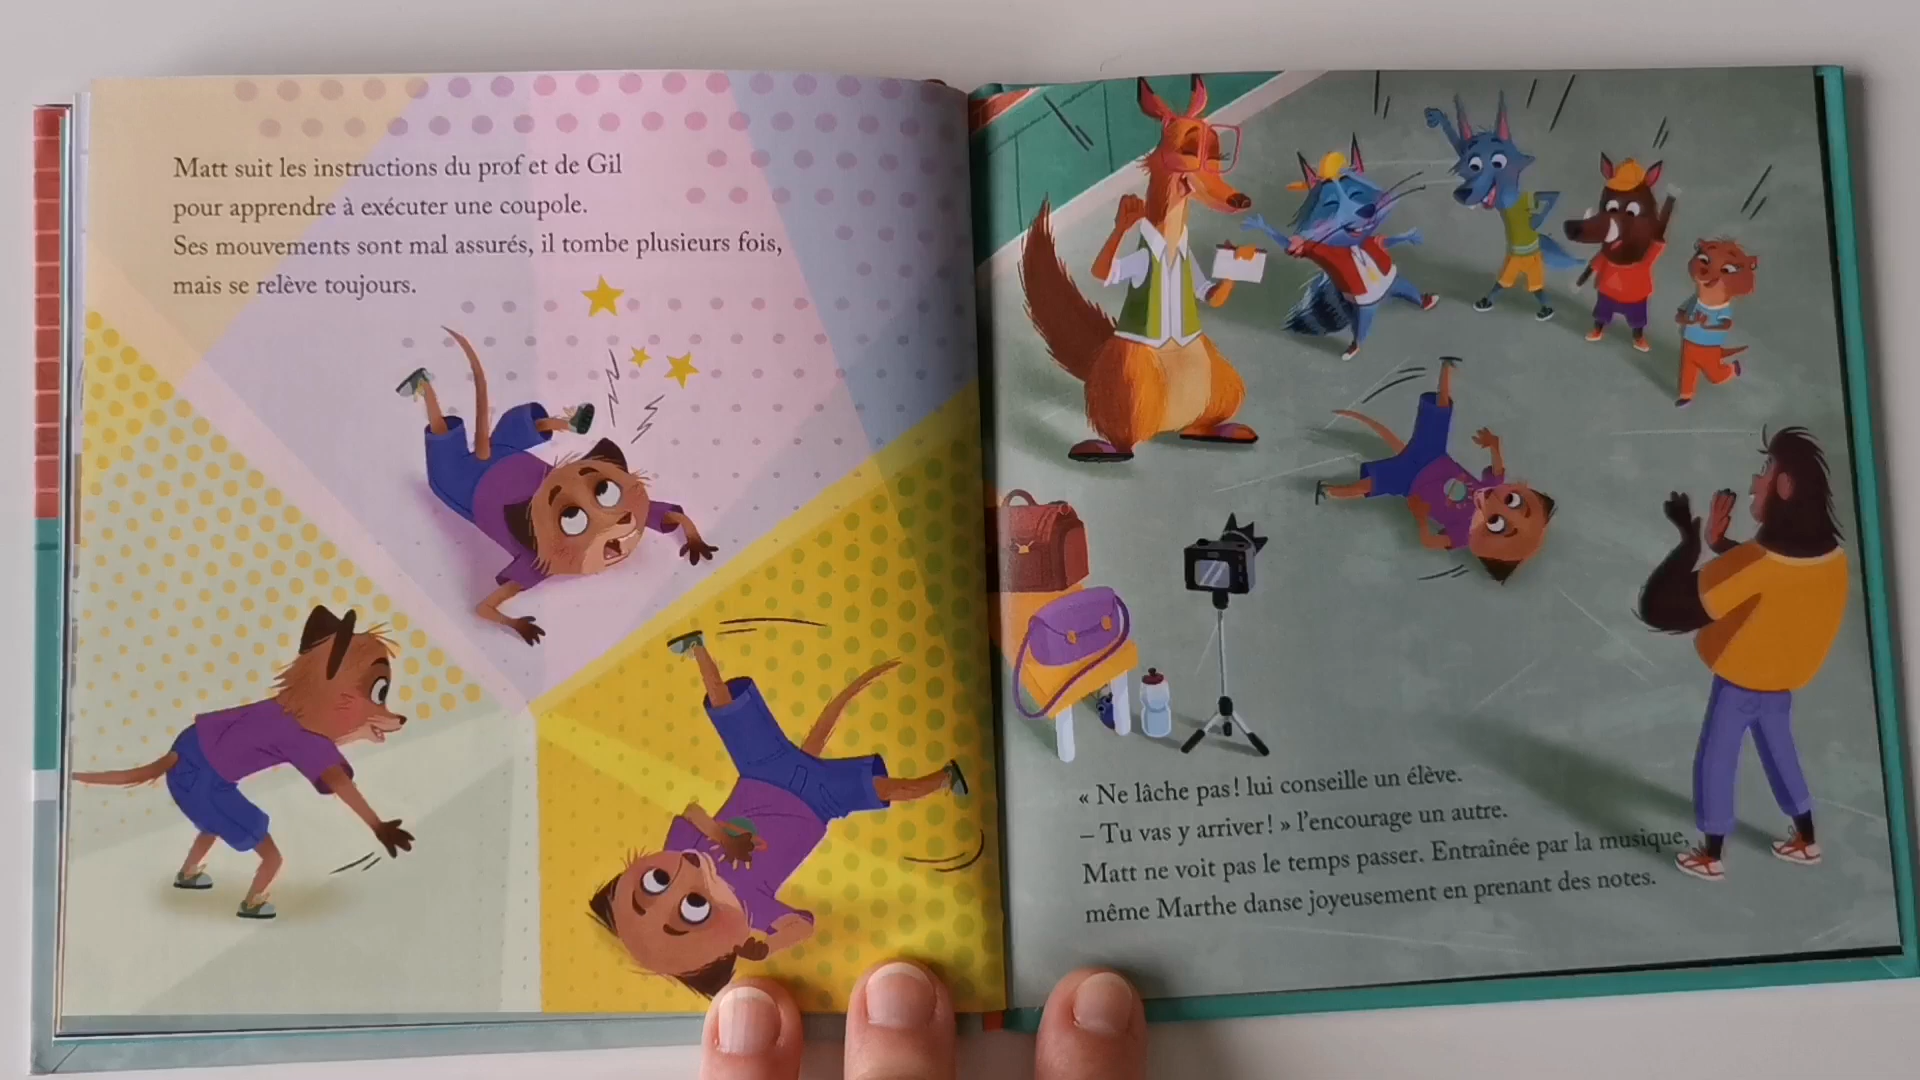 Matt suit les instructions du prof et de Gil
pour apprendre à exécuter une coupole.
Ses mouvements sont mal assurés, il tombe plusieurs fois,
mais se relève toujours.
« Ne lâche pas! lui conseille un élève.
– Tu vas y arriver! » l'encourage un autre.
Matt ne voit pas le temps passer. Entraînée par la musique,
même Marthe danse joyeusement en prenant des notes.